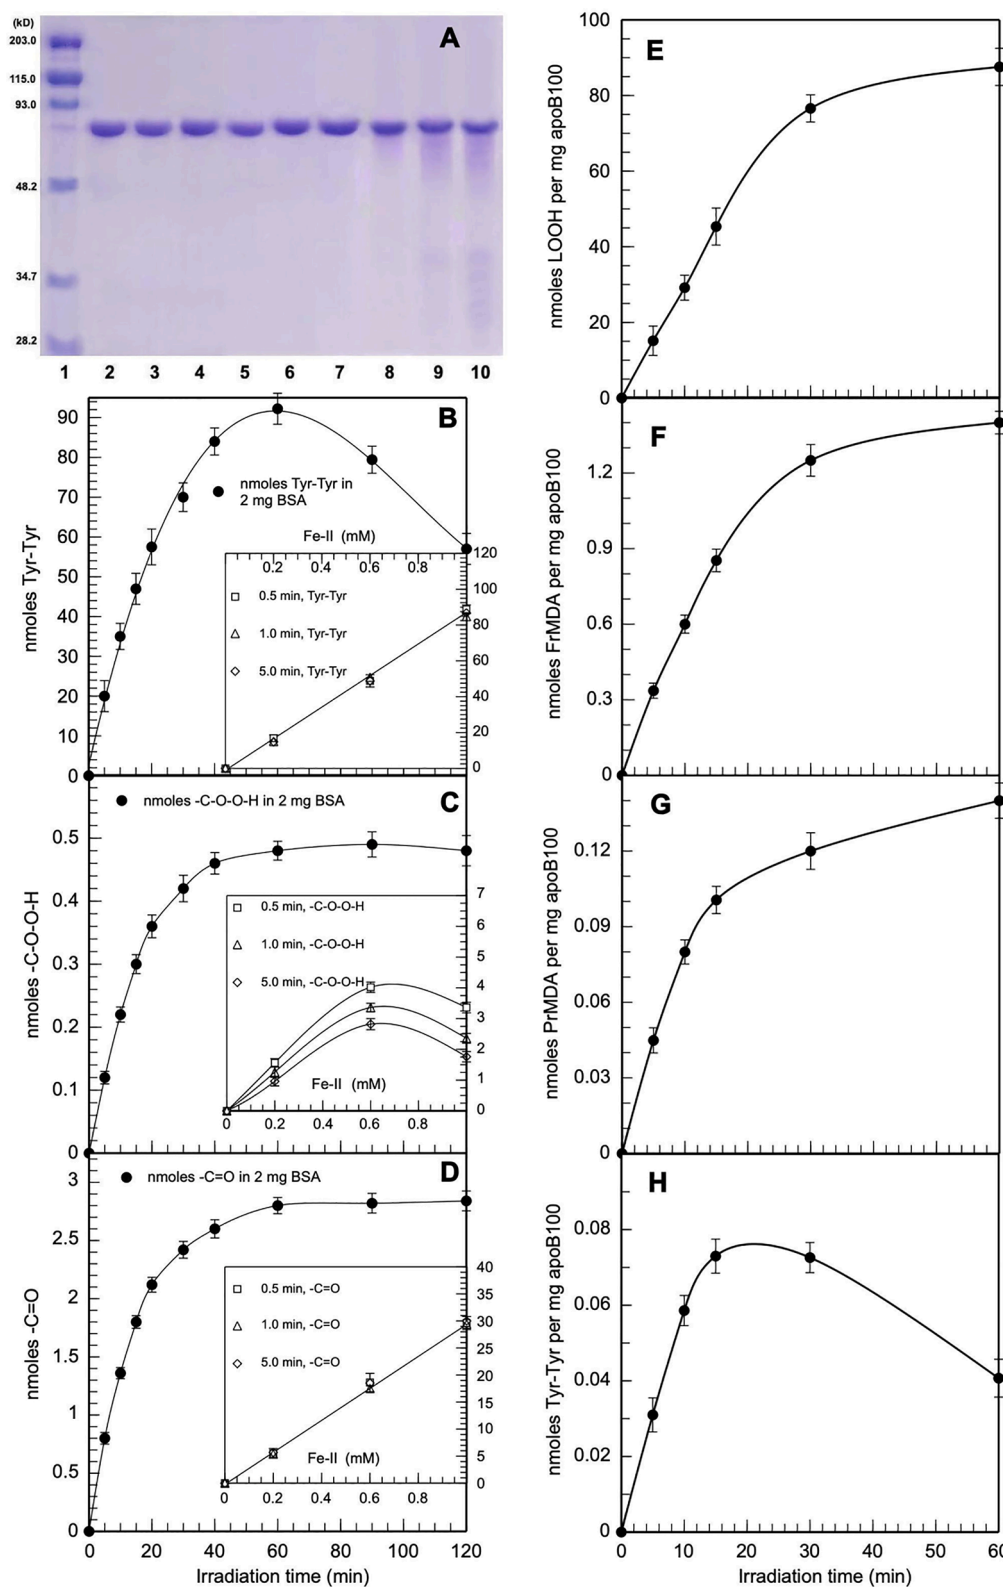 (kD)
203.0
115.0
93.0
48.2
34.7
28.2
A
1 2 3 4 5 6 7 8 9 10
B
nmoles Tyr-Tyr
90
80
70
60
50
40
30
20
10
0
nmoles Tyr-Tyr in
2 mg BSA
Fe-II (mM)
0.2 0.4 0.6 0.8
0.5 min, Tyr-Tyr
1.0 min, Tyr-Tyr
5.0 min, Tyr-Tyr
120
100
80
60
40
20
0
C
nmoles -C-O-O-H in 2 mg BSA
nmoles -C-O-O-H
0.5
0.4
0.3
0.2
0.1
0
0.5 min, -C-O-O-H
1.0 min, -C-O-O-H
5.0 min, -C-O-O-H
Fe-II (mM)
7
6
5
4
3
2
1
0
0 0.2 0.4 0.6 0.8
D
nmoles -C=O in 2 mg BSA
nmoles -C=O
3
2.5
2
1.5
1
0.5
0
0.5 min, -C=O
1.0 min, -C=O
5.0 min, -C=O
Fe-II (mM)
40
35
30
25
20
15
10
5
0
0 0.2 0.4 0.6 0.8
0 20 40 60 80 100 120
Irradiation time (min)
E
nmoles LOOH per mg apoB100
100
80
60
40
20
0
F
nmoles FrMDA per mg apoB100
1.2
0.9
0.6
0.3
0
G
nmoles PrMDA per mg apoB100
0.12
0.09
0.06
0.03
0
H
nmoles Tyr-Tyr per mg apoB100
0.08
0.06
0.04
0.02
0
0 10 20 30 40 50 60
Irradiation time (min)